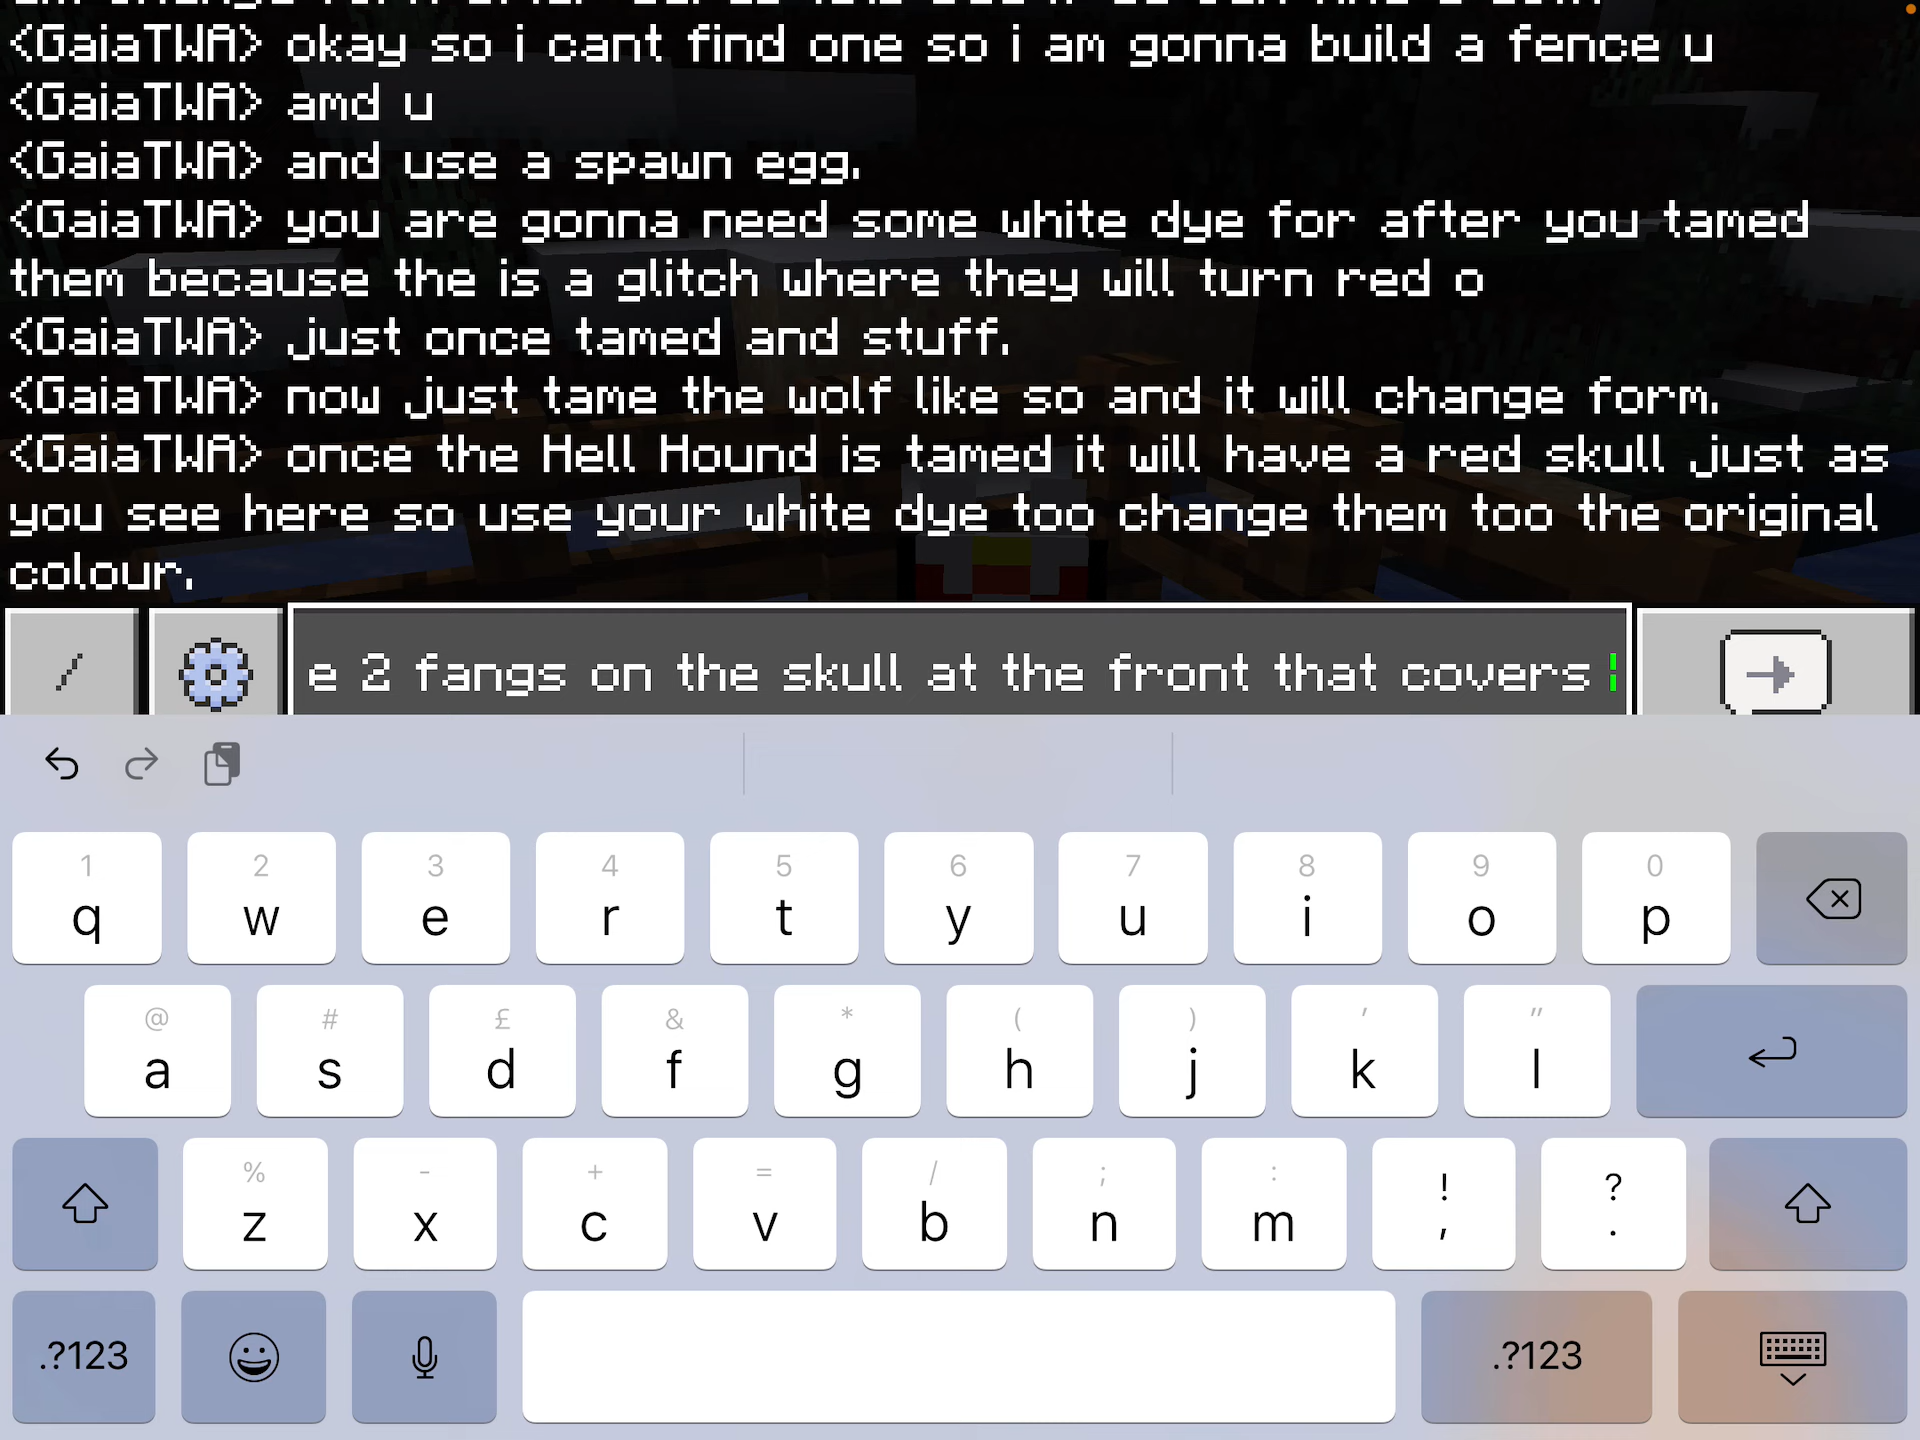 <GaiaTWA> okay so i cant find one so i am gonna build a fence u
<GaiaTWA> amd u
<GaiaTWA> and use a spawn egg.
<GaiaTWA> you are gonna need some white dye for after you tamed
them because the is a glitch where they will turn red o
<GaiaTWA> just once tamed and stuff.
<GaiaTWA> now just tame the wolf like so and it will change form.
<GaiaTWA> once the Hell Hound is tamed it will have a red skull just as
you see here so use your white dye too change them too the original
colour.
/
e 2 fangs on the skull at the front that covers
1 2 3 4 5 6 7 8 9 0
q w e r t y u i o p
@ # £ & * ( ) ' "
a s d f g h j k l
% - + = / ; : ! ?
z x c v b n m , .
.?123 .?123